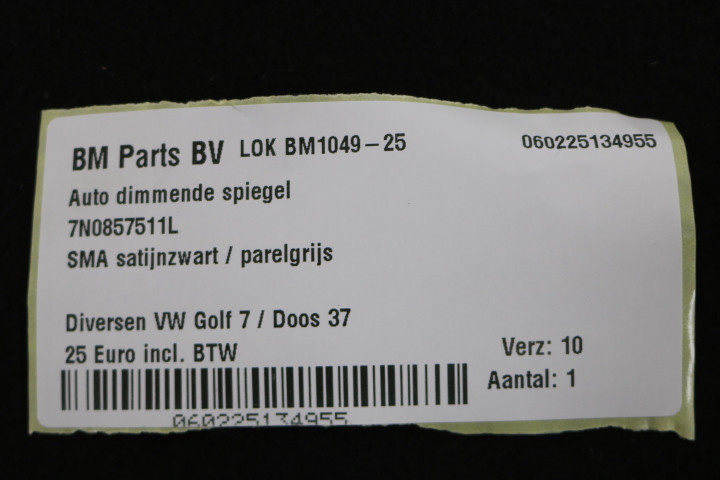 BM Parts BV LOK BM1049-25 060225134955
Auto dimmende spiegel
7N0857511L
SMA satijnzwart / parelgrijs
Diversen VW Golf 7 / Doos 37
25 Euro incl. BTW Verz: 10
Aantal: 1
060225134955